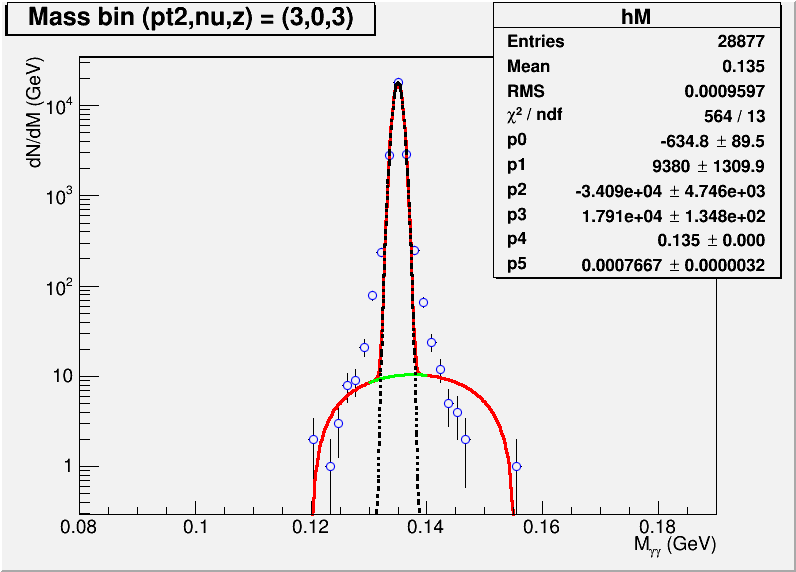 Mass bin (pt2,nu,z) = (3,0,3)
hM
Entries 28877
Mean 0.135
RMS 0.0009597
χ² / ndf 564 / 13
p0 -634.8 ± 89.5
p1 9380 ± 1309.9
p2 -3.409e+04 ± 4.746e+03
p3 1.791e+04 ± 1.348e+02
p4 0.135 ± 0.000
p5 0.0007667 ± 0.0000032
dN/dM (GeV)
10⁴
10³
10²
10
1
0.08 0.1 0.12 0.14 0.16 0.18
Mγγ (GeV)